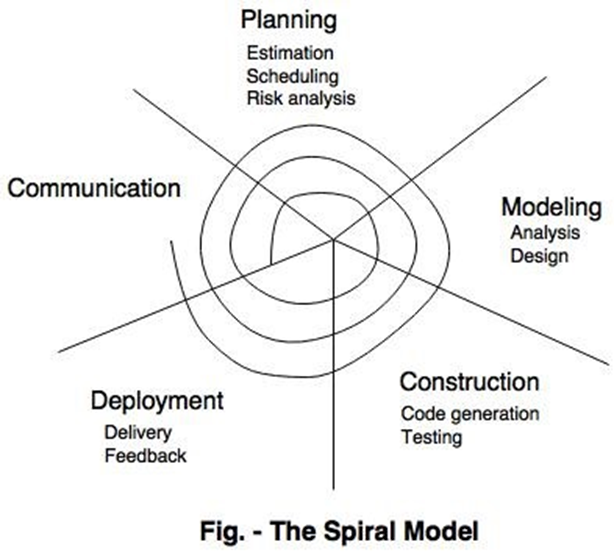 Planning
Estimation
Scheduling
Risk analysis
Communication
Modeling
Analysis
Design
Construction
Code generation
Testing
Deployment
Delivery
Feedback
Fig. - The Spiral Model